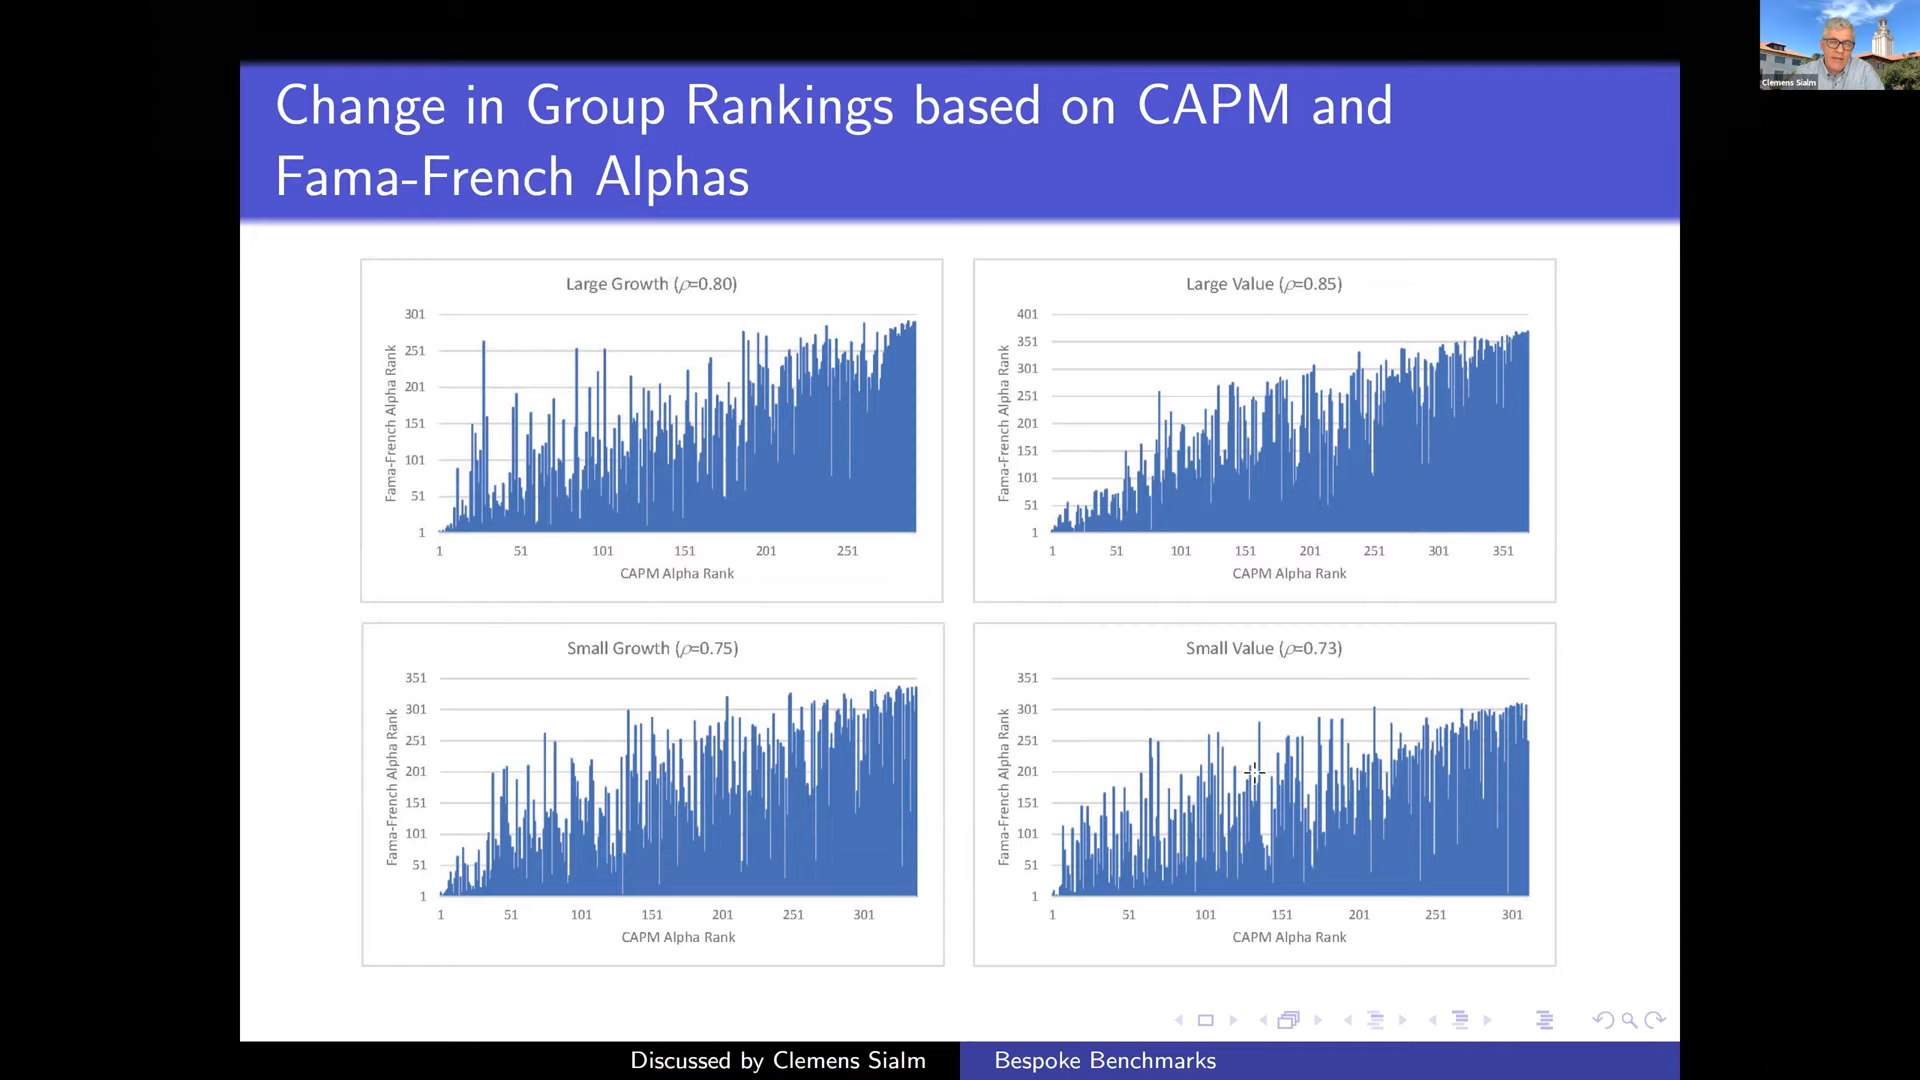 Clemens Sialm
Change in Group Rankings based on CAPM and
Fama-French Alphas
Large Growth (ρ=0.80)
Fama-French Alpha Rank
301
251
201
151
101
51
1
1 51 101 151 201 251
CAPM Alpha Rank
Large Value (ρ=0.85)
Fama-French Alpha Rank
401
351
301
251
201
151
101
51
1
1 51 101 151 201 251 301 351
CAPM Alpha Rank
Small Growth (ρ=0.75)
Fama-French Alpha Rank
351
301
251
201
151
101
51
1
1 51 101 151 201 251 301
CAPM Alpha Rank
Small Value (ρ=0.73)
Fama-French Alpha Rank
351
301
251
201
151
101
51
1
1 51 101 151 201 251 301
CAPM Alpha Rank
Discussed by Clemens Sialm
Bespoke Benchmarks